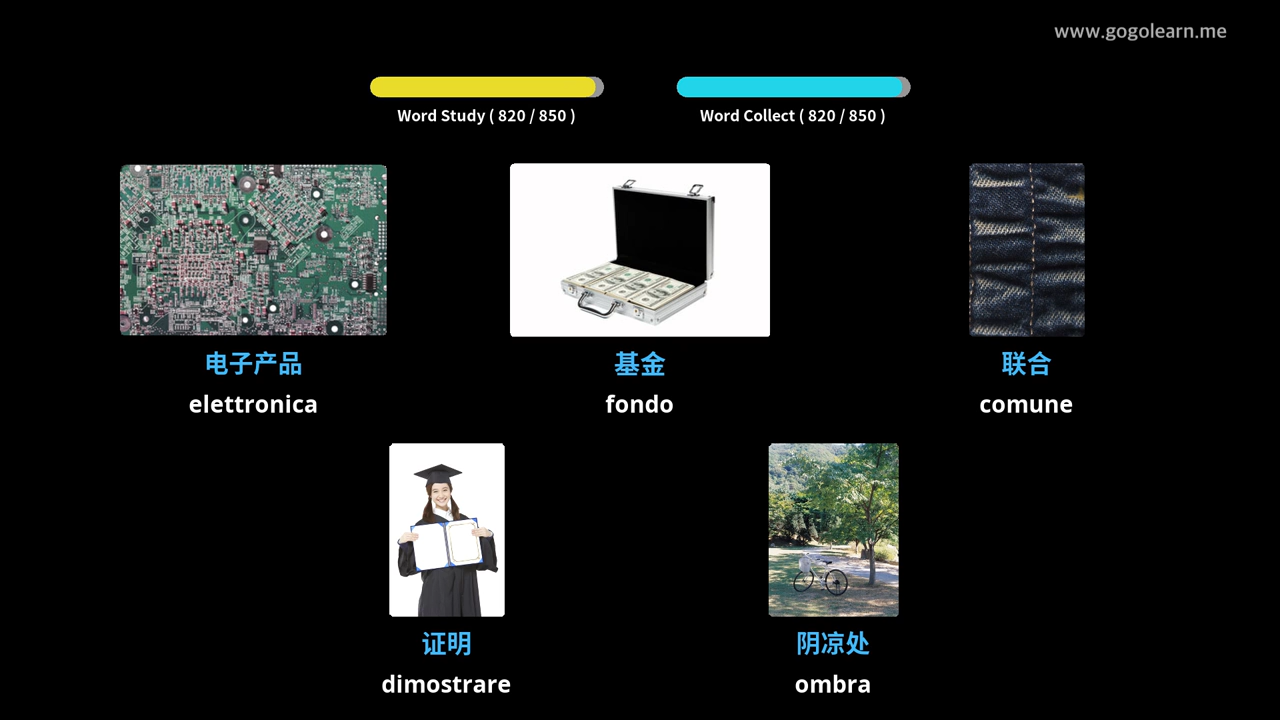 www.gogolearn.me
Word Study ( 820 / 850 )
Word Collect ( 820 / 850 )
电子产品
基金
联合
elettronica
fondo
comune
证明
阴凉处
dimostrare
ombra